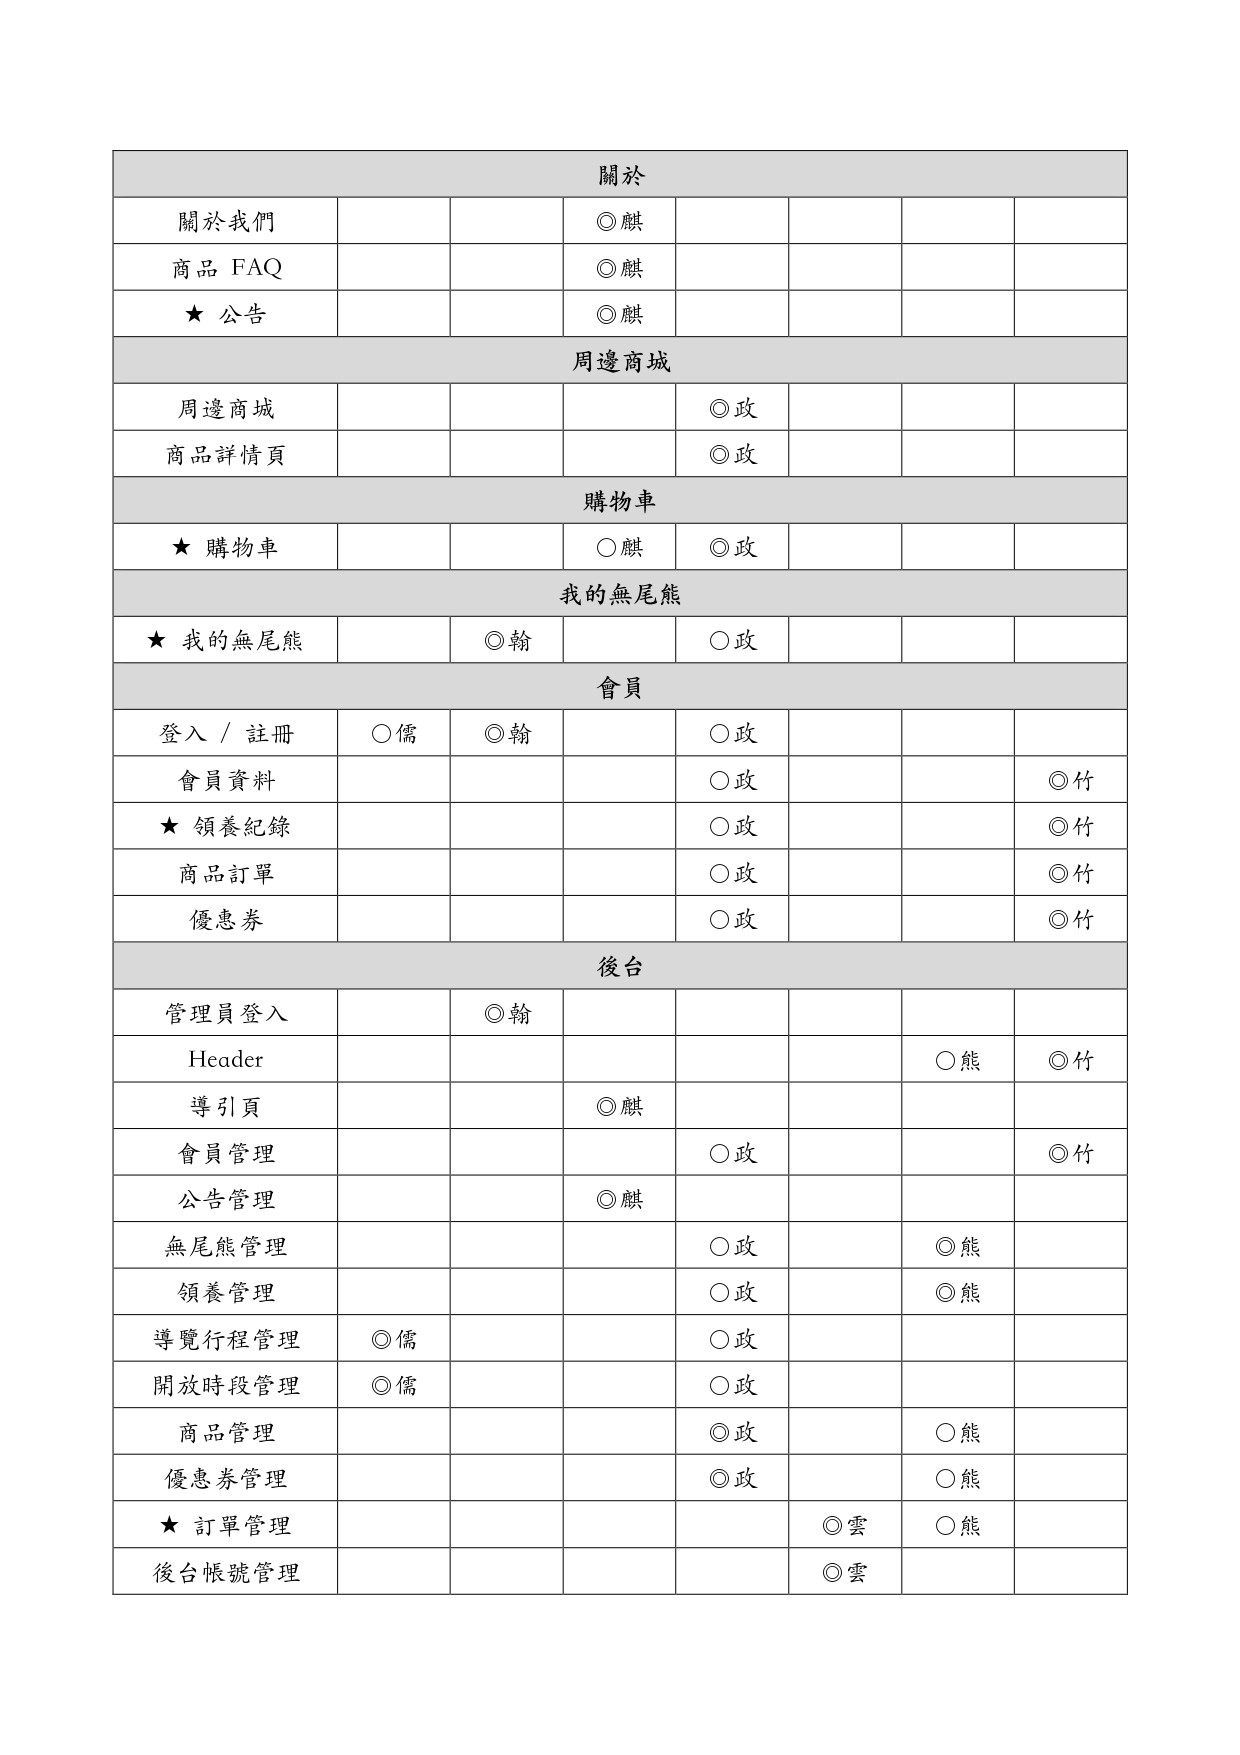 關於
關於我們 ◎麒
商品 FAQ ◎麒
★ 公告 ◎麒
周邊商城
周邊商城 ◎政
商品詳情頁 ◎政
購物車
★ 購物車 ○麒 ◎政
我的無尾熊
★ 我的無尾熊 ◎翰 ○政
會員
登入 / 註冊 ○儒 ◎翰 ○政
會員資料 ○政 ◎竹
★ 領養紀錄 ○政 ◎竹
商品訂單 ○政 ◎竹
優惠券 ○政 ◎竹
後台
管理員登入 ◎翰
Header ○熊 ◎竹
導引頁 ◎麒
會員管理 ○政 ◎竹
公告管理 ◎麒
無尾熊管理 ○政 ◎熊
領養管理 ○政 ◎熊
導覽行程管理 ◎儒 ○政
開放時段管理 ◎儒 ○政
商品管理 ◎政 ○熊
優惠券管理 ◎政 ○熊
★ 訂單管理 ◎雲 ○熊
後台帳號管理 ◎雲